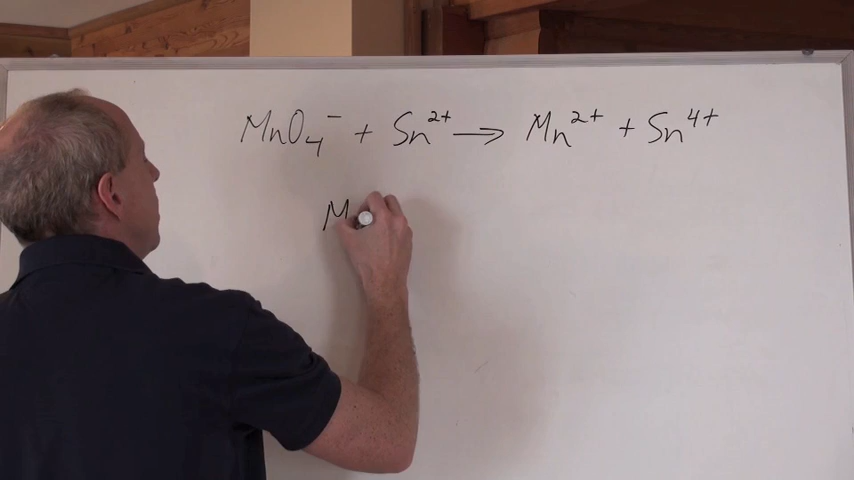 MnO₄⁻ + Sn²⁺ → Mn²⁺ + Sn⁴⁺
M